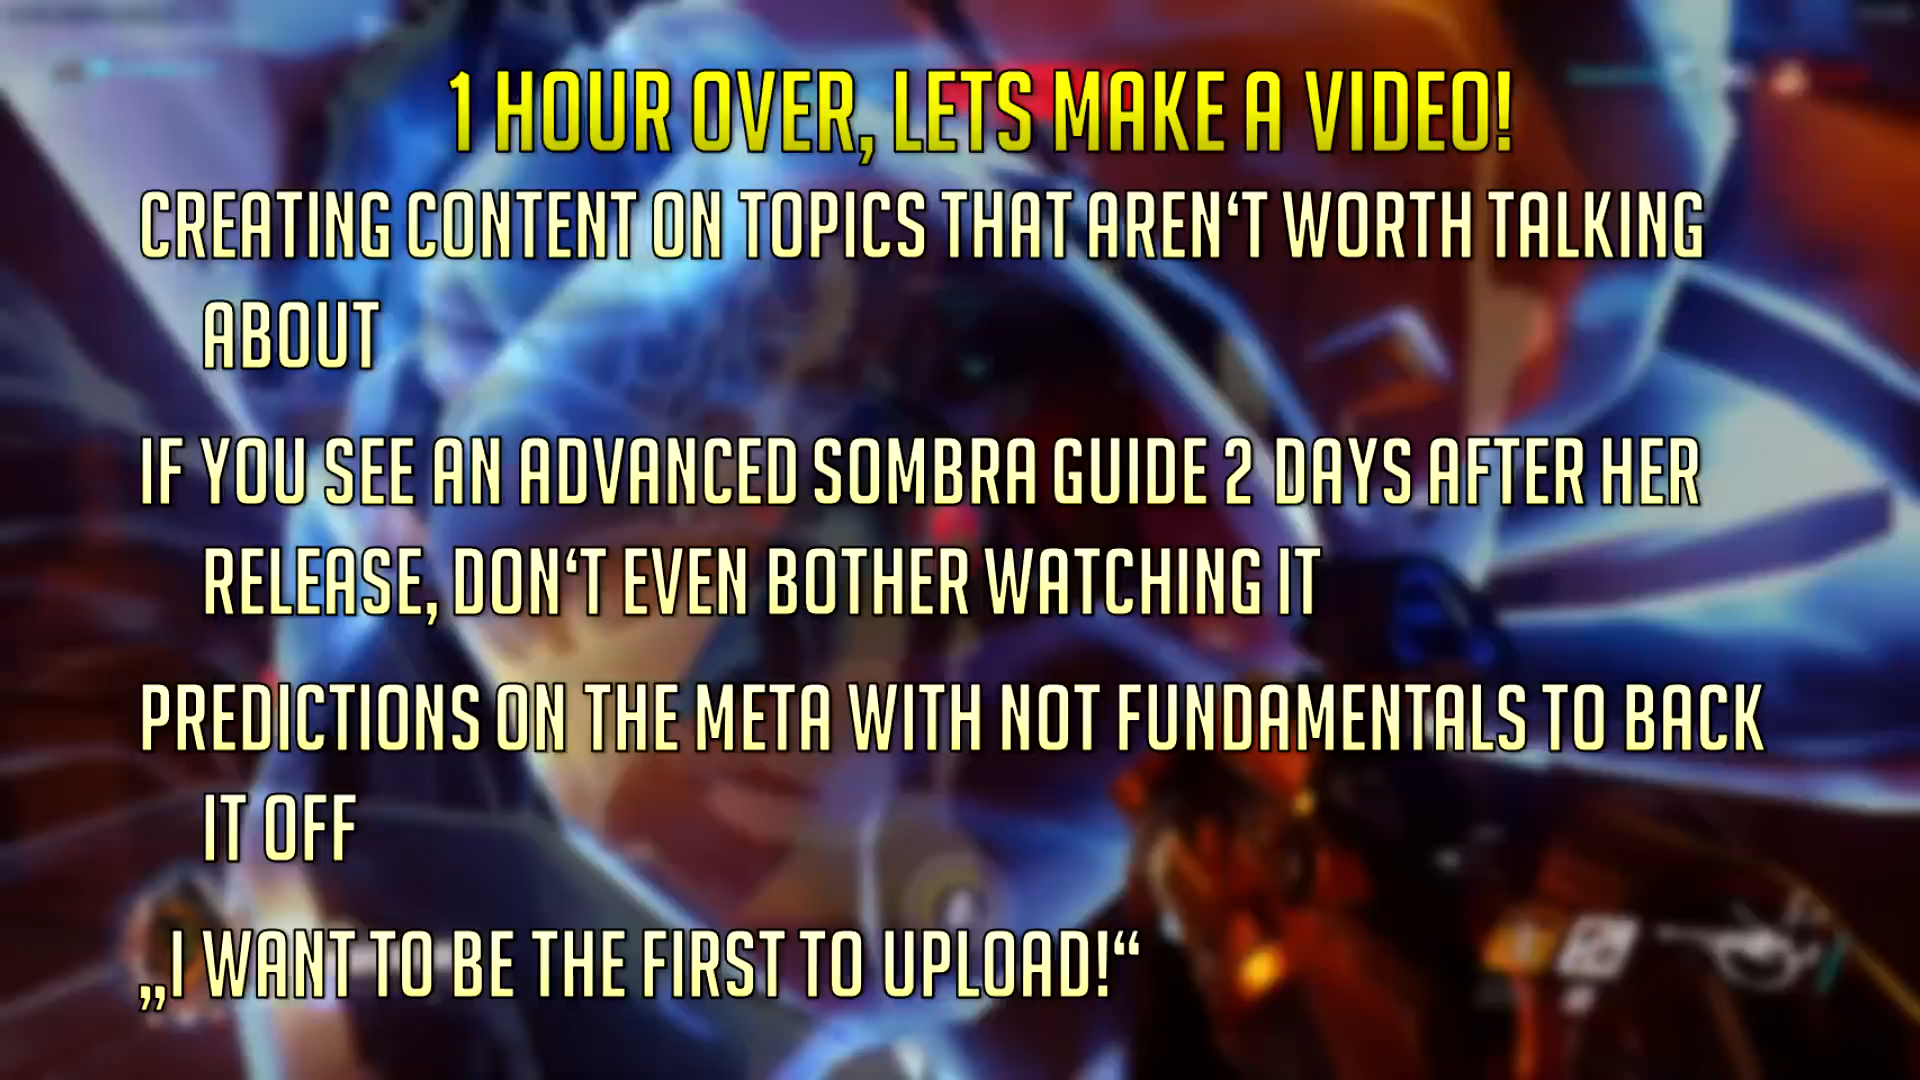 1 HOUR OVER, LETS MAKE A VIDEO!
CREATING CONTENT ON TOPICS THAT AREN‘T WORTH TALKING
ABOUT
IF YOU SEE AN ADVANCED SOMBRA GUIDE 2 DAYS AFTER HER
RELEASE, DON‘T EVEN BOTHER WATCHING IT
PREDICTIONS ON THE META WITH NOT FUNDAMENTALS TO BACK
IT OFF
„I WANT TO BE THE FIRST TO UPLOAD!“